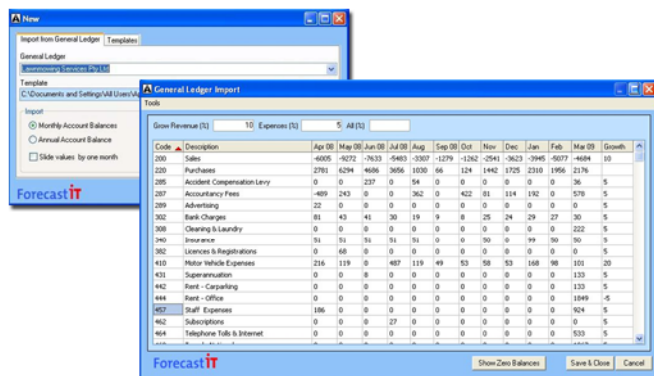 New
Import from General Ledger Templates
General Ledger
Lawnmowing Services Pty Ltd
Template
C:\Documents and Settings\All Users\Ap
Import
Monthly Account Balances
Annual Account Balance
Slide values by one month
ForecastIT
General Ledger Import
Tools
Grow Revenue (%) 10 Expenses (%) 5 All (%)
Code Description Apr 08 May 08 Jun 08 Jul 08 Aug Sep 08 Oct Nov Dec Jan Feb Mar 09 Growth
200 Sales -6005 -9272 -7633 -5483 -3307 -1279 -1262 -2541 -3623 -3945 -5077 -4684 10
220 Purchases 2781 6294 4686 3656 1030 66 124 1442 1725 2310 1956 2176
285 Accident Compensation Levy 0 0 237 0 54 0 0 0 0 0 0 36 5
287 Accountancy Fees -489 243 0 0 362 0 422 81 114 192 0 578 5
289 Advertising 22 0 0 0 0 0 0 0 0 0 0 0 5
302 Bank Charges 81 43 41 30 19 9 8 25 24 29 27 30 5
308 Cleaning & Laundry 0 0 0 0 0 0 0 0 0 0 0 222 5
340 Insurance 51 51 51 51 51 0 0 50 0 99 50 50 5
382 Licences & Registrations 0 68 0 0 0 0 0 0 0 0 0 0 5
410 Motor Vehicle Expenses 216 119 0 487 119 49 53 58 53 168 98 101 20
431 Superannuation 0 0 8 0 0 0 0 0 0 0 0 133 5
442 Rent - Carparking 0 0 0 0 0 0 0 0 0 0 0 133 5
444 Rent - Office 0 0 0 0 0 0 0 0 0 0 0 1849 -5
457 Staff Expenses 186 0 0 0 0 0 0 0 0 0 0 924 5
462 Subscriptions 0 0 0 27 0 0 0 0 0 0 0 0 5
464 Telephone Tolls & Internet 0 0 0 0 0 0 0 0 0 0 0 533 5
ForecastIT Show Zero Balances Save & Close Cancel